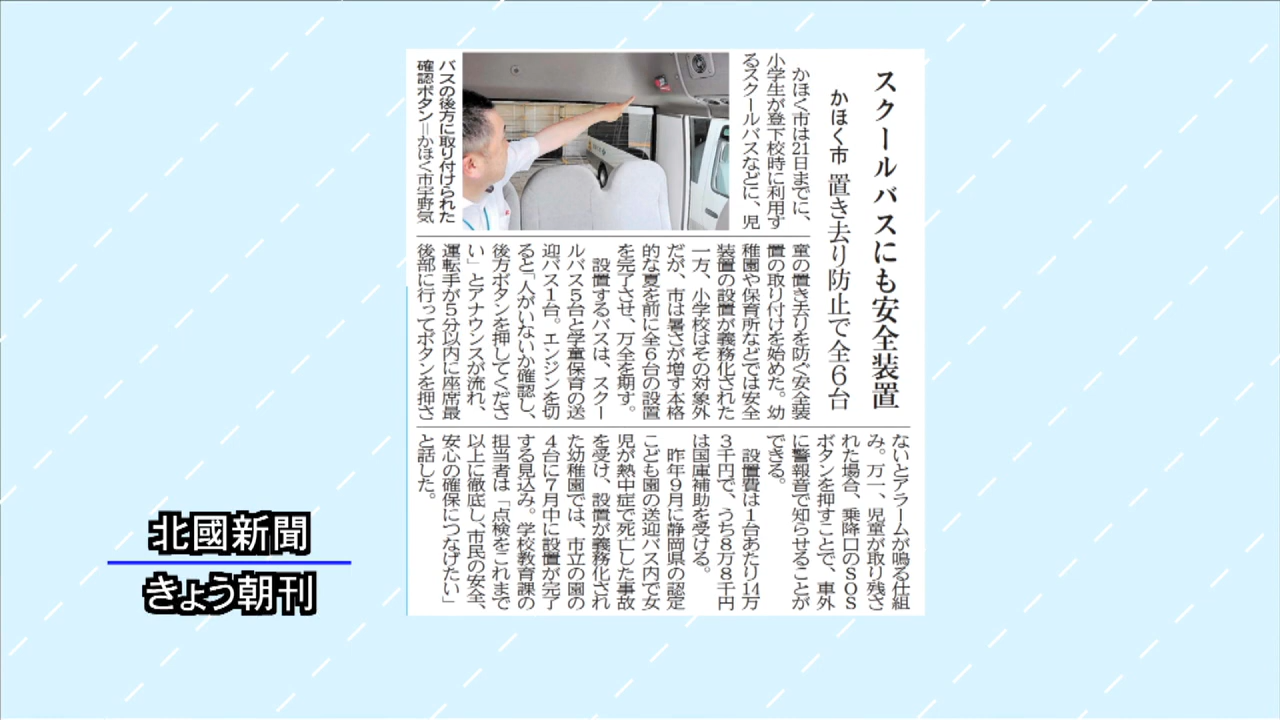 スクールバスにも安全装置
かほく市 置き去り防止で全6台
かほく市は21日までに、
小学生が登下校時に利用す
るスクールバスなどに、児
童の置き去りを防ぐ安全装
置の取り付けを始めた。幼
稚園や保育所などでは安全
装置の設置が義務化された
一方、小学校はその対象外
だが、市は暑さが増す本格
的な夏を前に全6台の設置
を完了させ、万全を期す。
設置するバスは、スクー
ルバス5台と学童保育の送
迎バス1台。エンジンを切
ると「人がいないか確認し、
後方ボタンを押してくださ
い」とアナウンスが流れ、
運転手が5分以内に座席最
後部に行ってボタンを押さ
ないとアラームが鳴る仕組
み。万一、児童が取り残さ
れた場合、乗降口のSOS
ボタンを押すことで、車外
に警報音で知らせることが
できる。
設置費は1台あたり14万
3千円で、うち8万8千円
は国庫補助を受ける。
昨年9月に静岡県の認定
こども園の送迎バス内で女
児が熱中症で死亡した事故
を受け、設置が義務化され
た幼稚園では、市立の園の
4台に7月中に設置が完了
する見込み。学校教育課の
担当者は「点検をこれまで
以上に徹底し、市民の安全、
安心の確保につなげたい」
と話した。
バスの後方に取り付けられた
確認ボタン＝かほく市宇野気
北國新聞
きょう朝刊